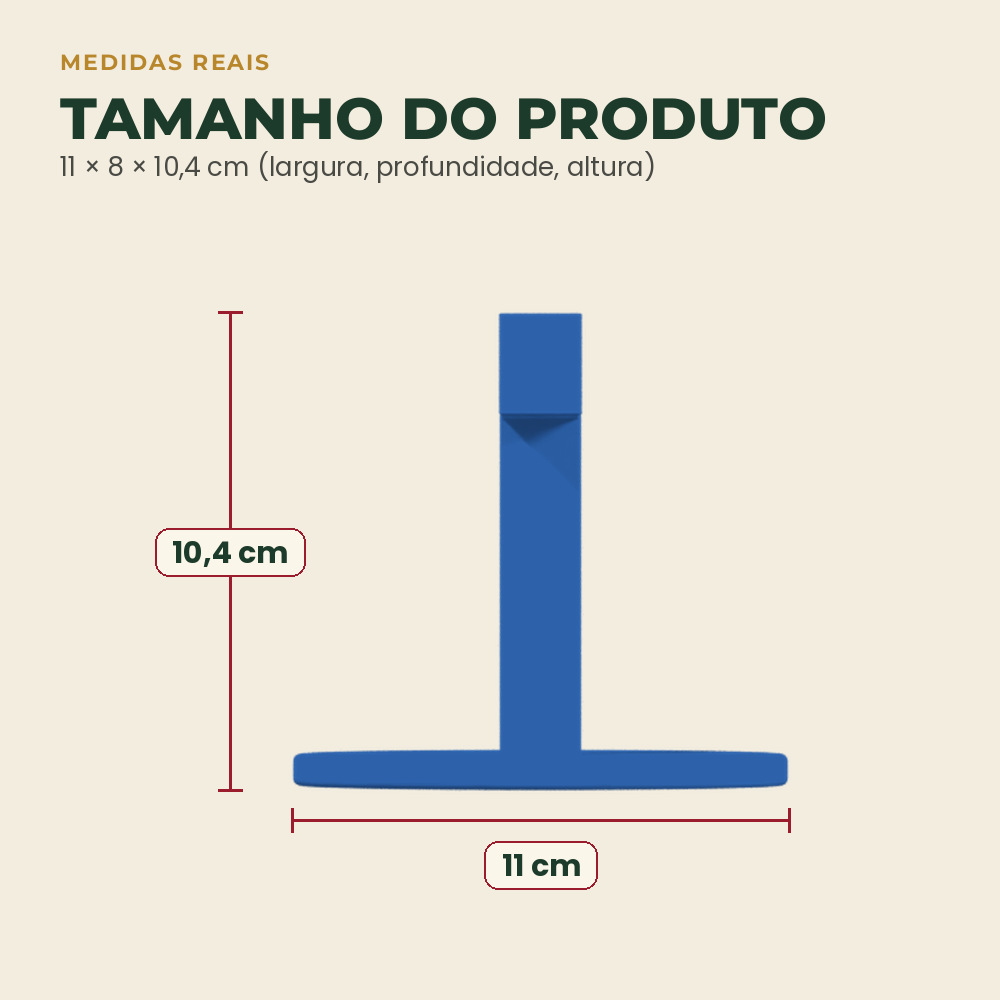 MEDIDAS REAIS
TAMANHO DO PRODUTO
11 × 8 × 10,4 cm (largura, profundidade, altura)
10,4 cm
11 cm